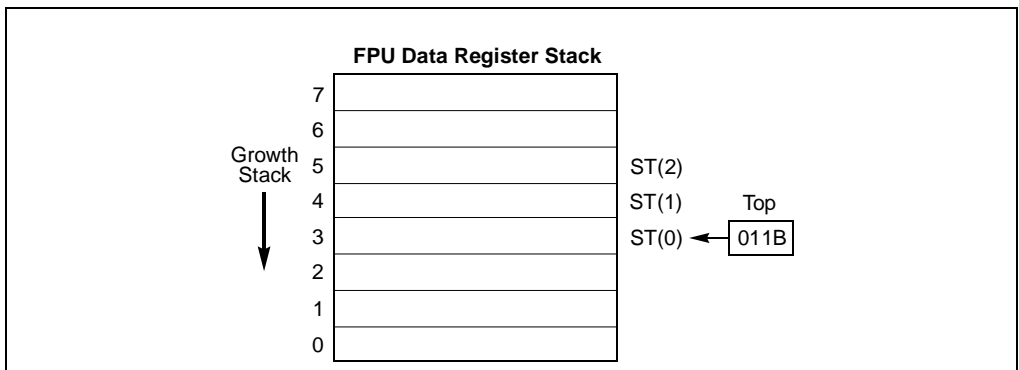 FPU Data Register Stack
7
6
Growth
Stack
5
ST(2)
4
ST(1)
Top
3
ST(0)
011B
2
1
0